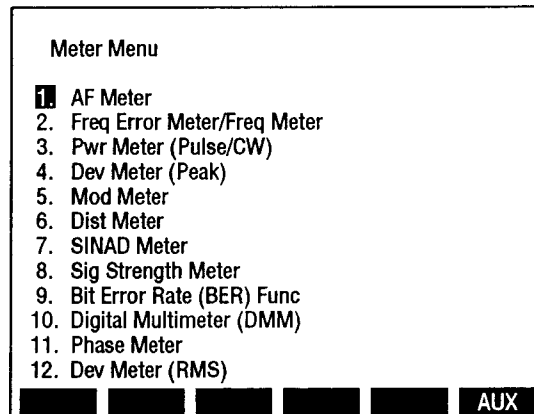 Meter Menu
1. AF Meter
2. Freq Error Meter/Freq Meter
3. Pwr Meter (Pulse/CW)
4. Dev Meter (Peak)
5. Mod Meter
6. Dist Meter
7. SINAD Meter
8. Sig Strength Meter
9. Bit Error Rate (BER) Func
10. Digital Multimeter (DMM)
11. Phase Meter
12. Dev Meter (RMS)
AUX